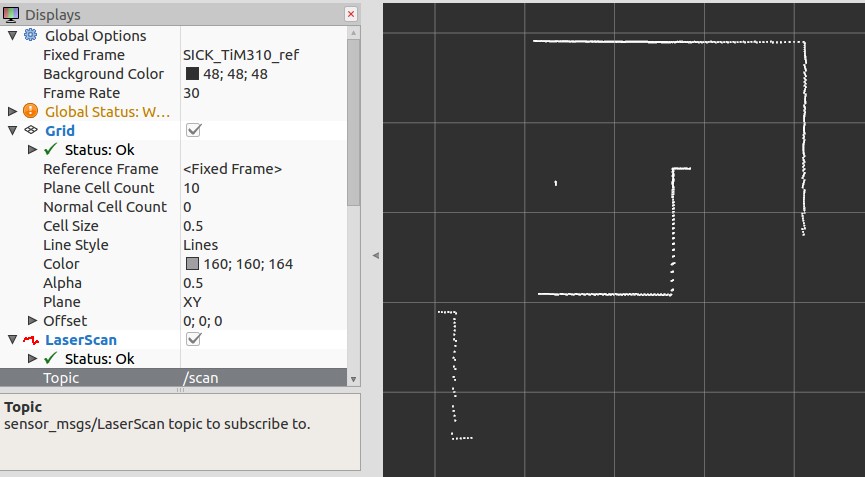 Displays
Global Options
Fixed Frame SICK_TiM310_ref
Background Color 48; 48; 48
Frame Rate 30
Global Status: W...
Grid
Status: Ok
Reference Frame <Fixed Frame>
Plane Cell Count 10
Normal Cell Count 0
Cell Size 0.5
Line Style Lines
Color 160; 160; 164
Alpha 0.5
Plane XY
Offset 0; 0; 0
LaserScan
Status: Ok
Topic /scan
Topic
sensor_msgs/LaserScan topic to subscribe to.